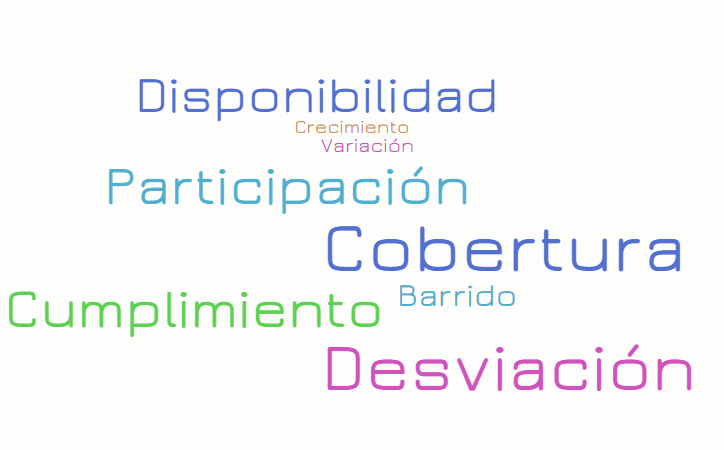 Disponibilidad
Crecimiento
Variación
Participación
Cobertura
Barrido
Cumplimiento
Desviación